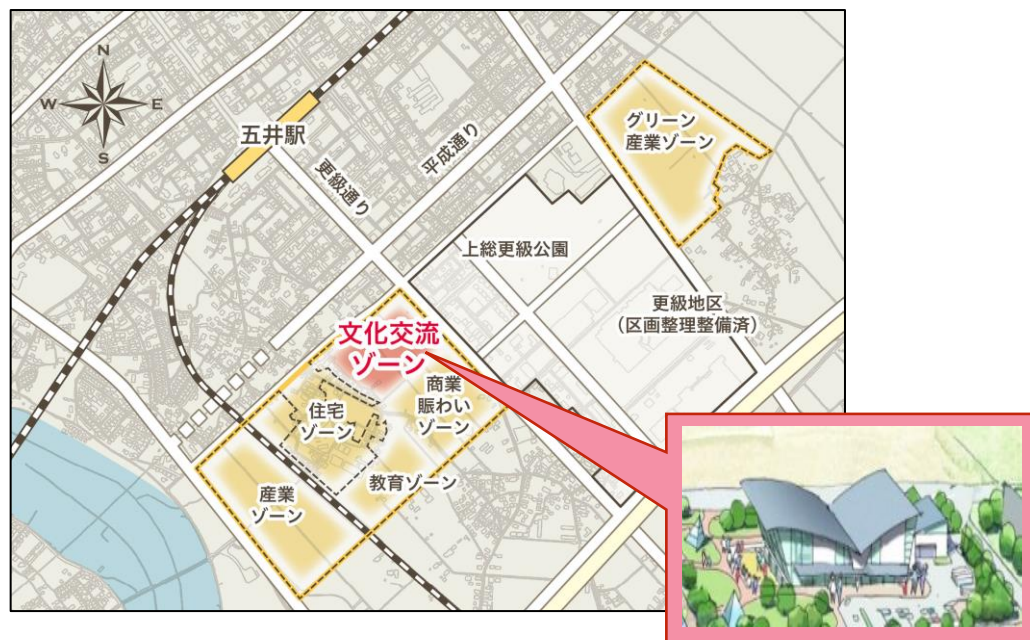 N
W
E
S
五井駅
更級通り
平成通り
グリーン
産業ゾーン
上総更級公園
更級地区
（区画整理整備済）
文化交流
ゾーン
商業
賑わい
ゾーン
住宅
ゾーン
教育ゾーン
産業
ゾーン